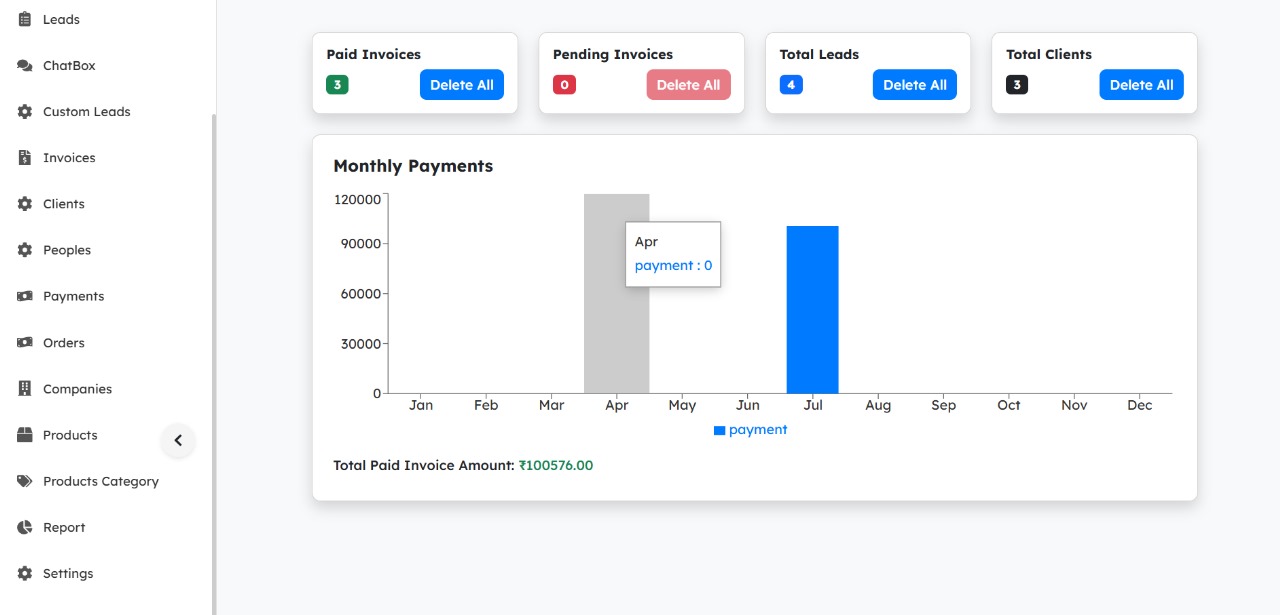 Leads
ChatBox
Custom Leads
Invoices
Clients
Peoples
Payments
Orders
Companies
Products
Products Category
Report
Settings
Paid Invoices
3 Delete All
Pending Invoices
0 Delete All
Total Leads
4 Delete All
Total Clients
3 Delete All
Monthly Payments
120000
90000
60000
30000
0
Apr
payment : 0
Jan Feb Mar Apr May Jun Jul Aug Sep Oct Nov Dec
payment
Total Paid Invoice Amount: ₹100576.00